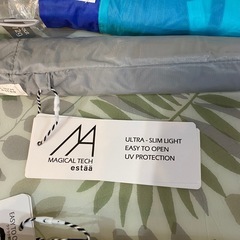 MAGICAL TECH
estää
ULTRA - SLIM LIGHT
EASY TO OPEN
UV PROTECTION